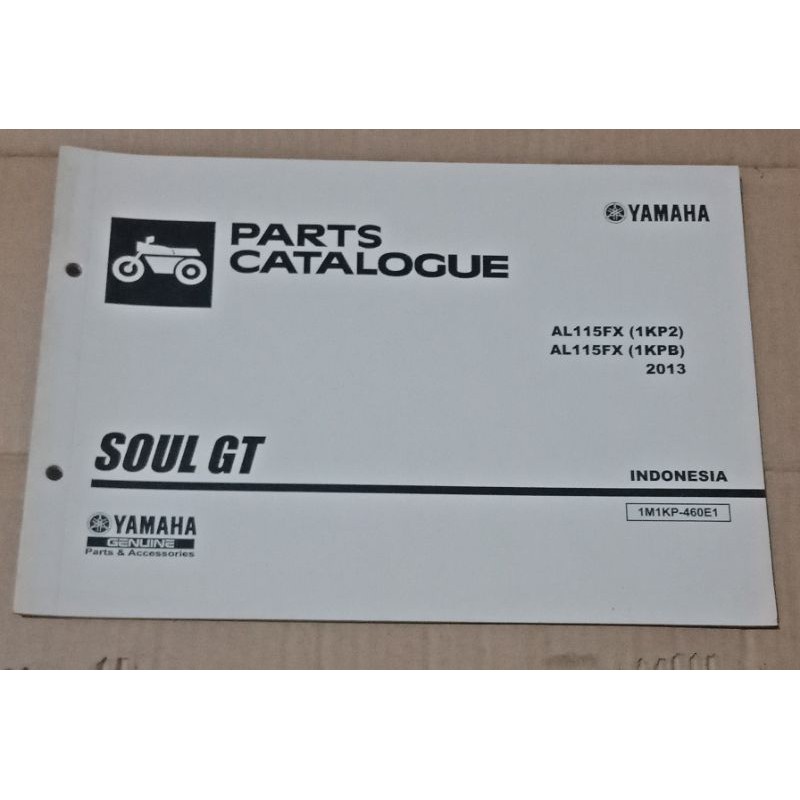 YAMAHA
PARTS
CATALOGUE
AL115FX (1KP2)
AL115FX (1KPB)
2013
SOUL GT
INDONESIA
1M1KP-460E1
YAMAHA
GENUINE
Parts & Accessories